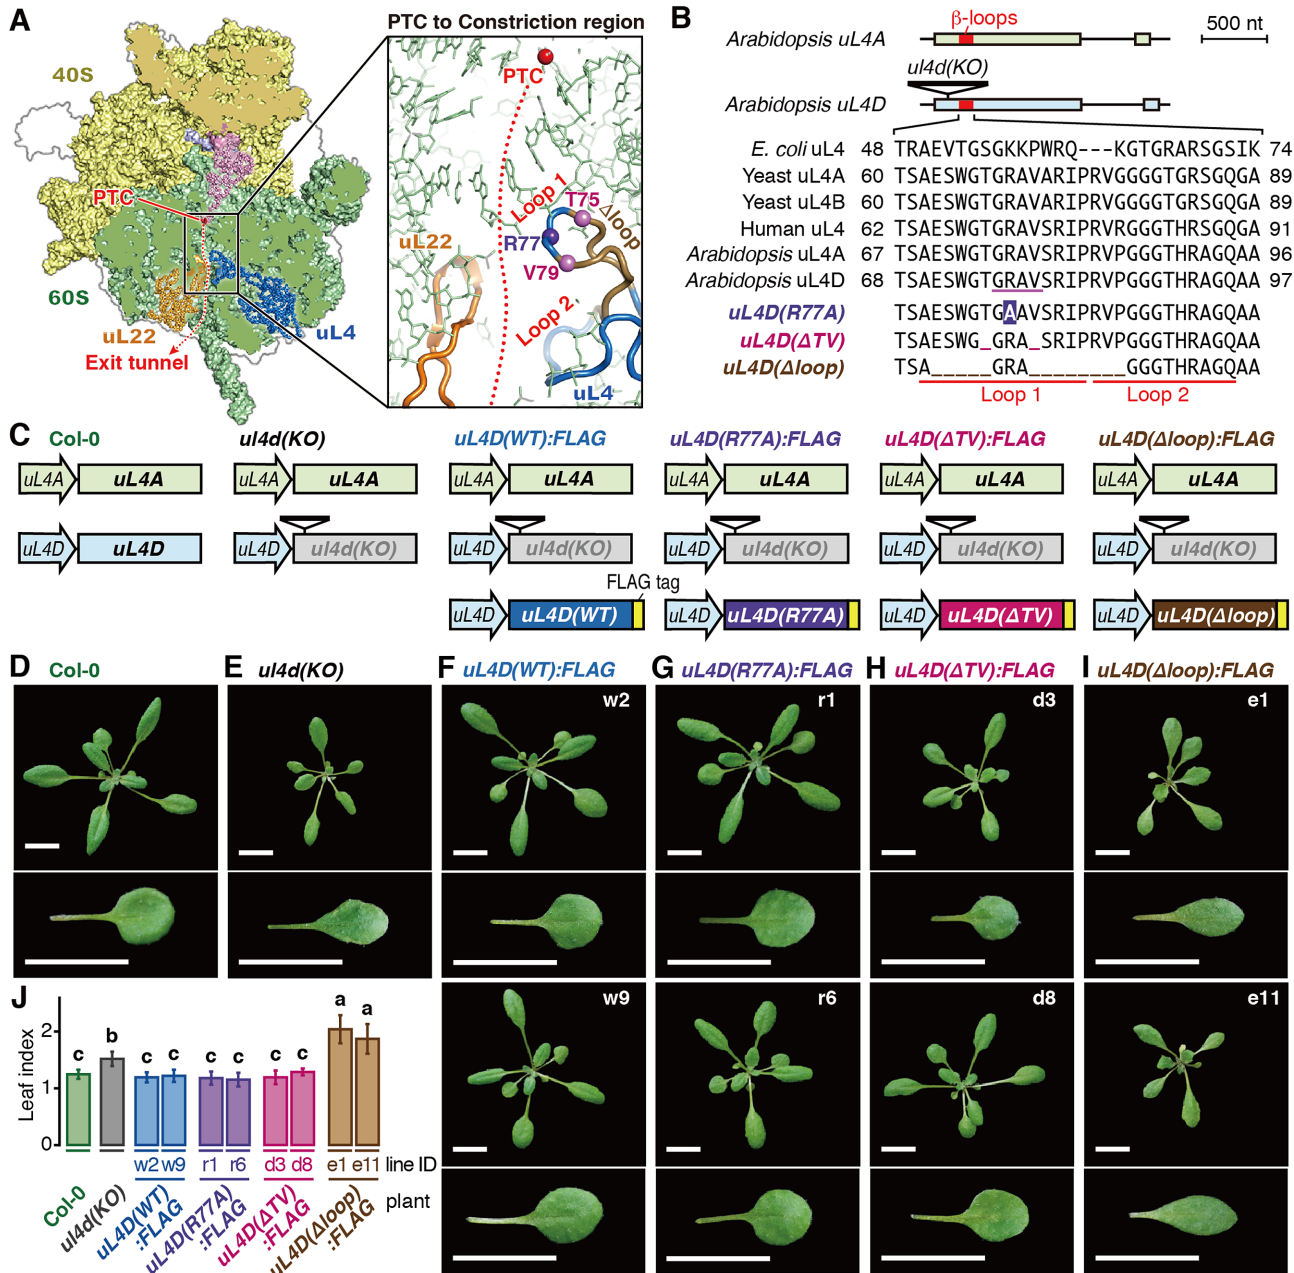 A
PTC to Constriction region
40S
PTC
60S
uL22
uL4
Exit tunnel
PTC
Loop 1
T75
Δloop
R77
V79
uL22
Loop 2
uL4
B
β-loops
500 nt
Arabidopsis uL4A
ul4d(KO)
Arabidopsis uL4D
E. coli uL4 48 TRAEVTGSGKKPWRQ---KGTGRARSGSIK 74
Yeast uL4A 60 TSAESWGTGRAVARIPRVGGGGTGRSGQGA 89
Yeast uL4B 60 TSAESWGTGRAVARIPRVGGGGTGRSGQGA 89
Human uL4 62 TSAESWGTGRAVARIPRVRGGGTHRSGQGA 91
Arabidopsis uL4A 67 TSAESWGTGRAVSRIPRVPGGGTHRAGQAA 96
Arabidopsis uL4D 68 TSAESWGTGRAVSRIPRVPGGGTHRAGQAA 97
uL4D(R77A) TSAESWGTGAAVSRIPRVPGGGTHRAGQAA
uL4D(ΔTV) TSAESWG_GRA_SRIPRVPGGGTHRAGQAA
uL4D(Δloop) TSA_____GRA________GGGTHRAGQAA
Loop 1 Loop 2
C
Col-0
ul4d(KO)
uL4D(WT):FLAG
uL4D(R77A):FLAG
uL4D(ΔTV):FLAG
uL4D(Δloop):FLAG
uL4A uL4A uL4A uL4A uL4A uL4A uL4A uL4A uL4A uL4A uL4A uL4A
uL4D uL4D uL4D ul4d(KO) uL4D ul4d(KO) uL4D ul4d(KO) uL4D ul4d(KO) uL4D ul4d(KO)
FLAG tag
uL4D uL4D(WT) uL4D uL4D(R77A) uL4D uL4D(ΔTV) uL4D uL4D(Δloop)
D Col-0
E ul4d(KO)
F uL4D(WT):FLAG
w2
w9
G uL4D(R77A):FLAG
r1
r6
H uL4D(ΔTV):FLAG
d3
d8
I uL4D(Δloop):FLAG
e1
e11
J
Leaf index
2
1
0
c b c c c c c c a a
w2 w9 r1 r6 d3 d8 e1 e11 line ID
Col-0
ul4d(KO)
uL4D(WT)
:FLAG
uL4D(R77A)
:FLAG
uL4D(ΔTV)
:FLAG
uL4D(Δloop)
:FLAG
plant